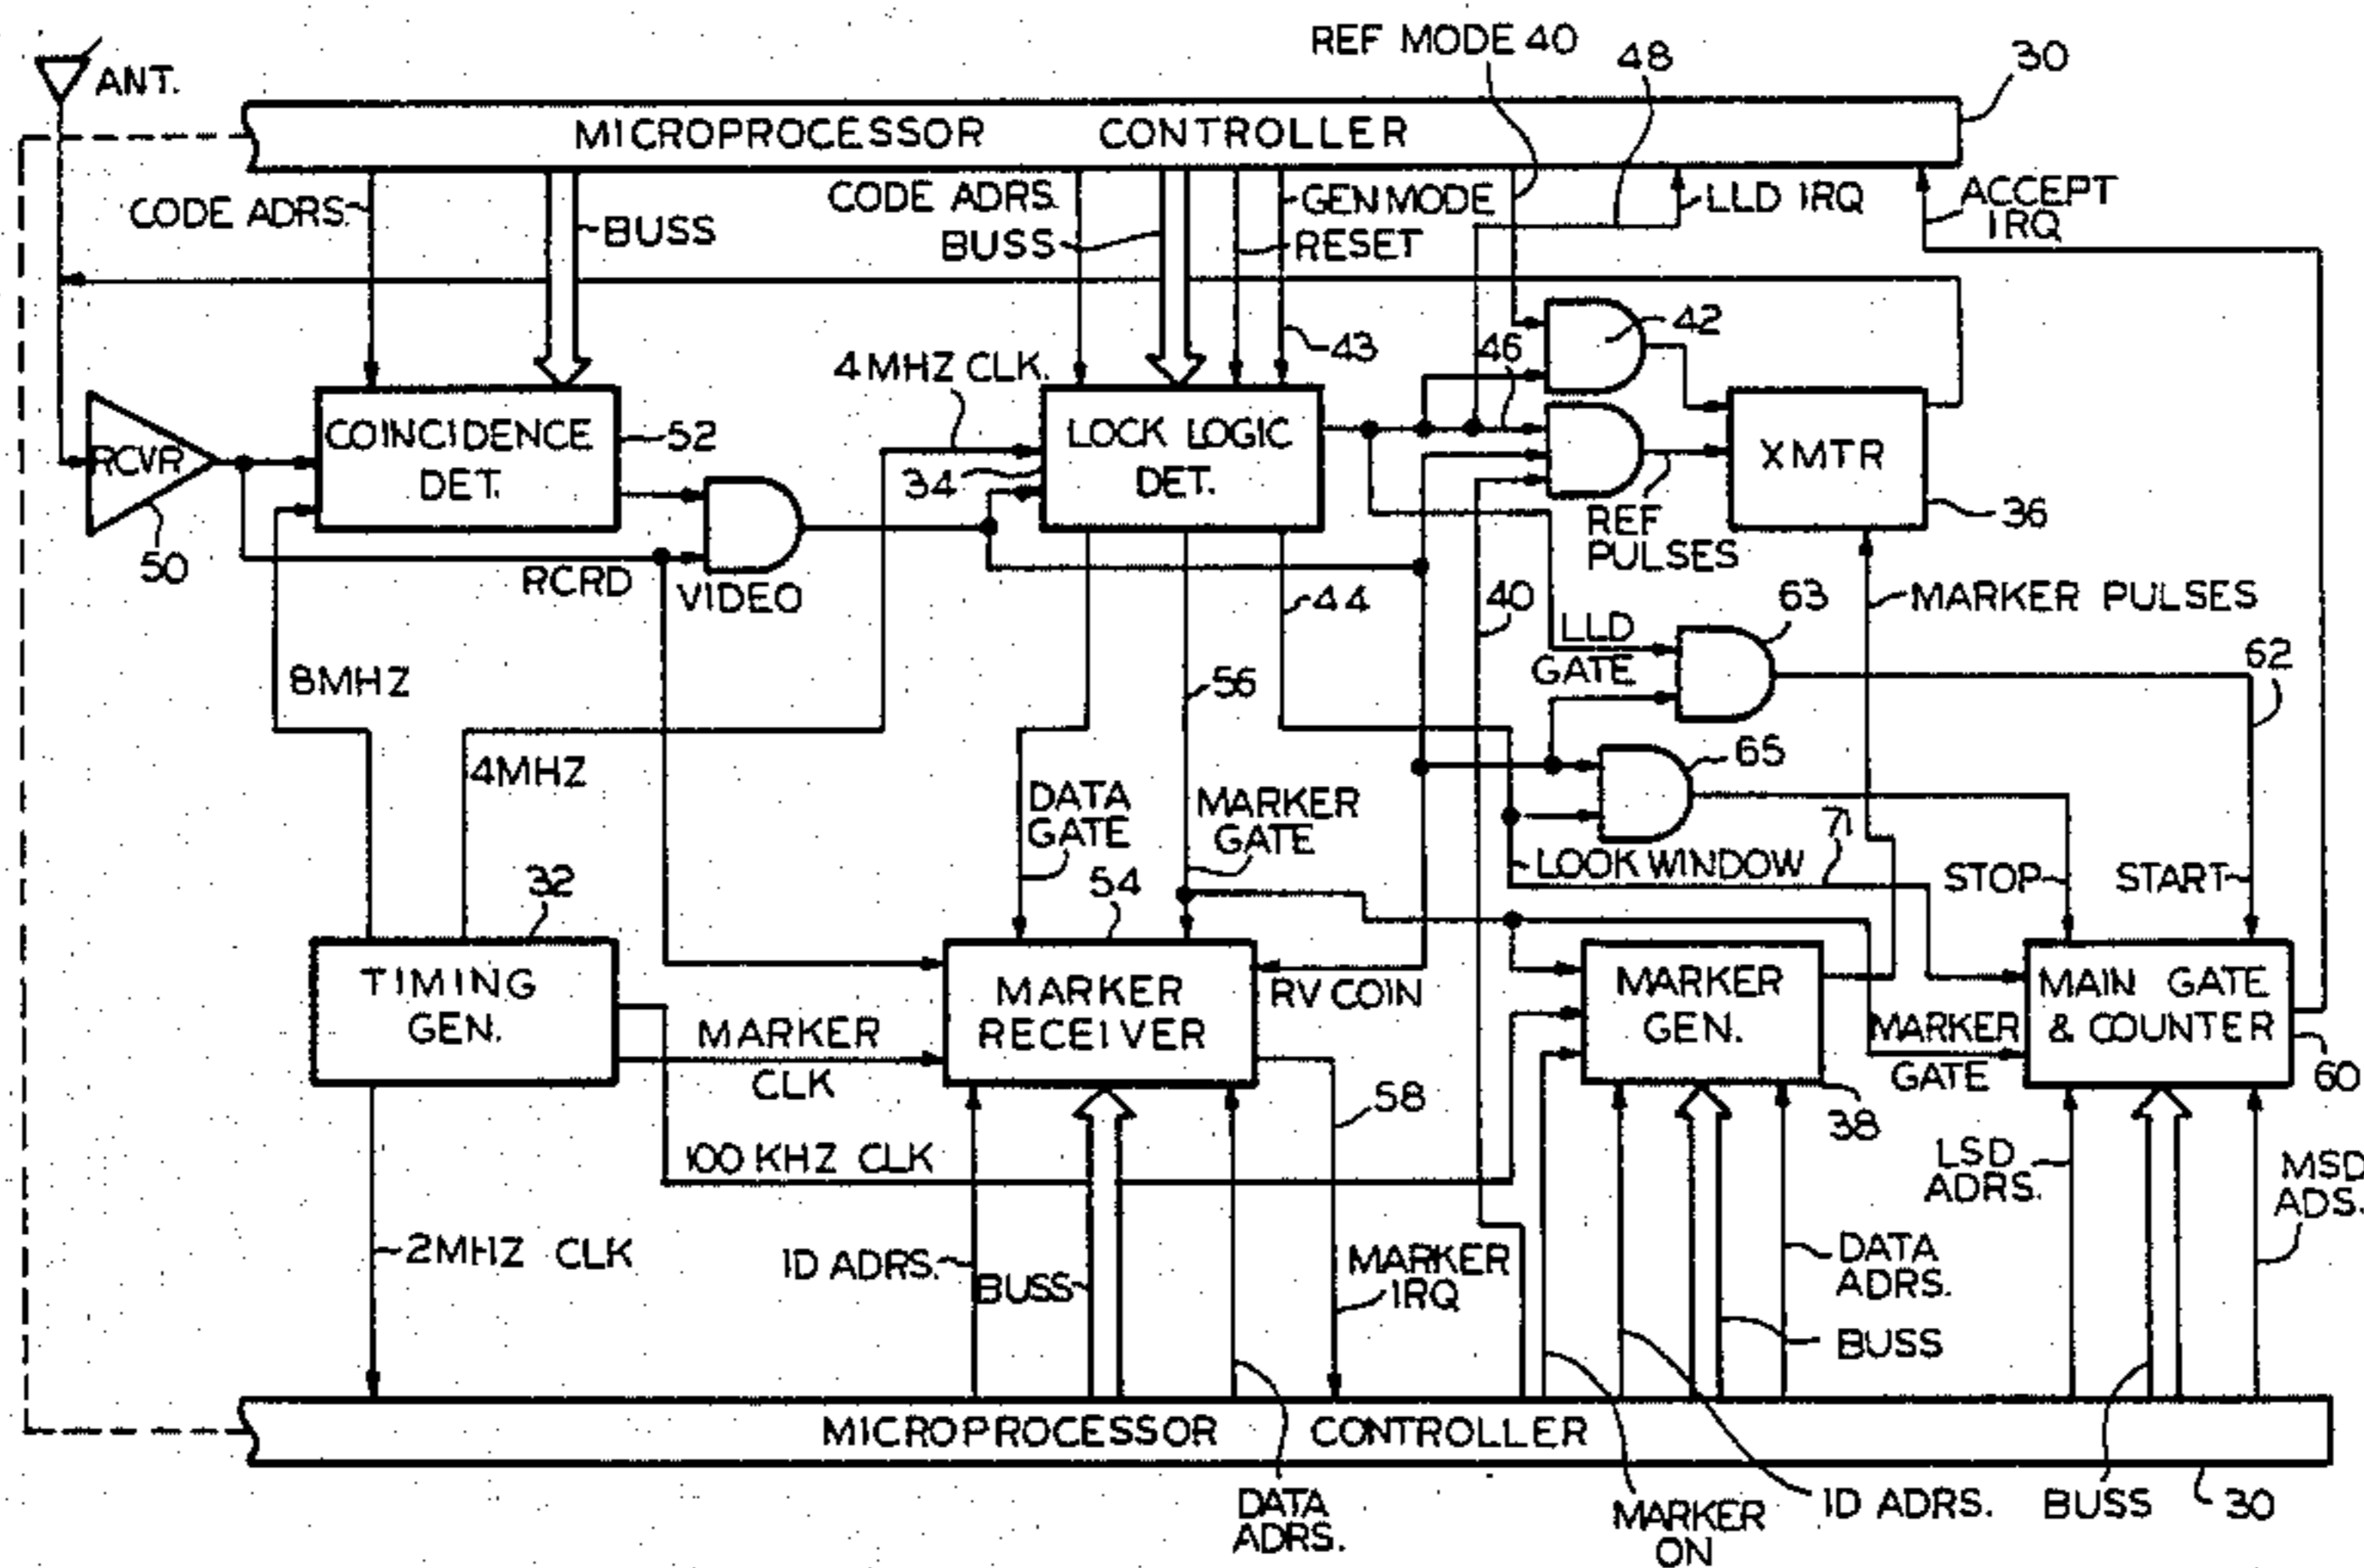 REF MODE 40
48
30
ANT.
MICROPROCESSOR CONTROLLER
CODE ADRS.
BUSS
CODE ADRS.
BUSS
GEN MODE
RESET
LLD IRQ
ACCEPT
IRQ
43
46
42
4MHZ CLK.
RCVR
COINCIDENCE
DET.
52
34
LOCK LOGIC
DET.
XMTR
36
50
RCRD
VIDEO
REF
PULSES
44
40
MARKER PULSES
63
LLD
GATE
62
8MHZ
56
4MHZ
65
DATA
GATE
MARKER
GATE
LOOK WINDOW
71
STOP
START
32
54
TIMING
GEN.
MARKER
RECEIVER
RV COIN
MARKER
GEN.
MAIN GATE
& COUNTER
MARKER
GATE
60
MARKER
CLK
58
38
100 KHZ CLK
LSD
ADRS.
MSD
ADS.
2MHZ CLK
ID ADRS.
BUSS
MARKER
IRQ
DATA
ADRS.
BUSS
MICROPROCESSOR CONTROLLER
DATA
ADRS.
MARKER
ON
ID ADRS.
BUSS
30